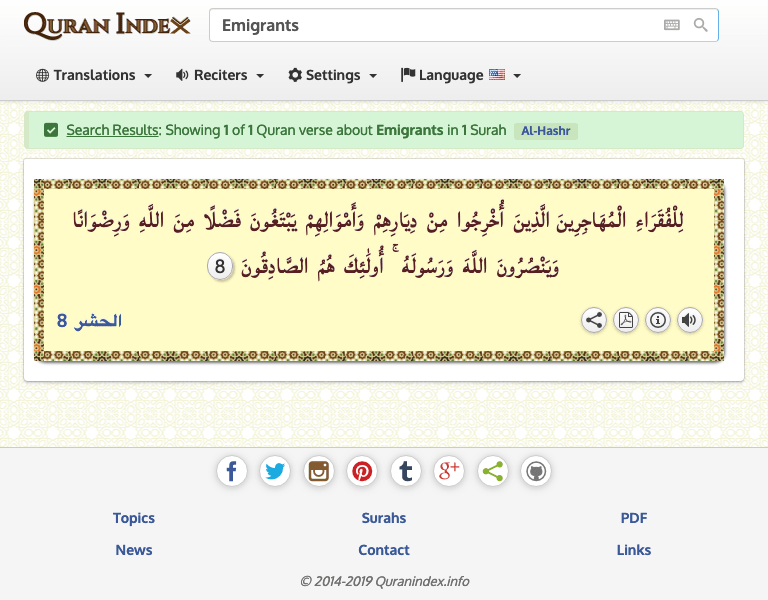 QURAN INDEX
Emigrants
Translations Reciters Settings Language
Search Results: Showing 1 of 1 Quran verse about Emigrants in 1 Surah Al-Hashr
لِلْفُقَرَاءِ الْمُهَاجِرِينَ الَّذِينَ أُخْرِجُوا مِنْ دِيَارِهِمْ وَأَمْوَالِهِمْ يَبْتَغُونَ فَضْلًا مِنَ اللَّهِ وَرِضْوَانًا
وَيَنْصُرُونَ اللَّهَ وَرَسُولَهُ ۚ أُولَٰئِكَ هُمُ الصَّادِقُونَ 8
الحشر 8
Topics Surahs PDF
News Contact Links
© 2014-2019 Quranindex.info